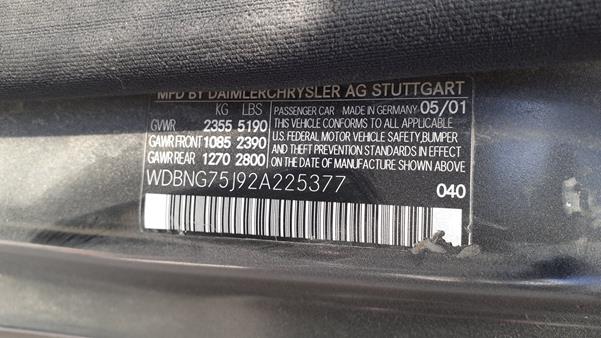 MFD BY DAIMLERCHRYSLER AG STUTTGART
KG LBS
GVWR 2355 5190
GAWR FRONT 1085 2390
GAWR REAR 1270 2800
PASSENGER CAR MADE IN GERMANY 05/01
THIS VEHICLE CONFORMS TO ALL APPLICABLE
U.S. FEDERAL MOTOR VEHICLE SAFETY, BUMPER
AND THEFT PREVENTION STANDARDS IN EFFECT
ON THE DATE OF MANUFACTURE SHOWN ABOVE
WDBNG75J92A225377
040